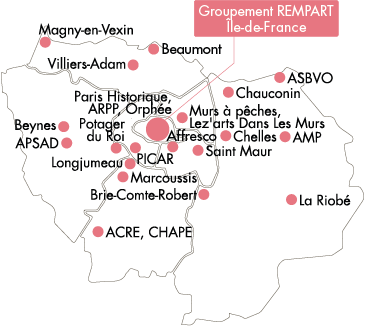 Groupement REMPART
Île-de-France
Magny-en-Vexin
Beaumont
Villiers-Adam
ASBVO
Chauconin
Paris Historique,
ARPP, Orphée
Murs à pêches,
Lez'arts Dans Les Murs
Beynes
Potager
du Roi
Affresco
Chelles
AMP
APSAD
PICAR
Saint Maur
Longjumeau
Marcoussis
Brie-Comte-Robert
La Riobé
ACRE, CHAPE